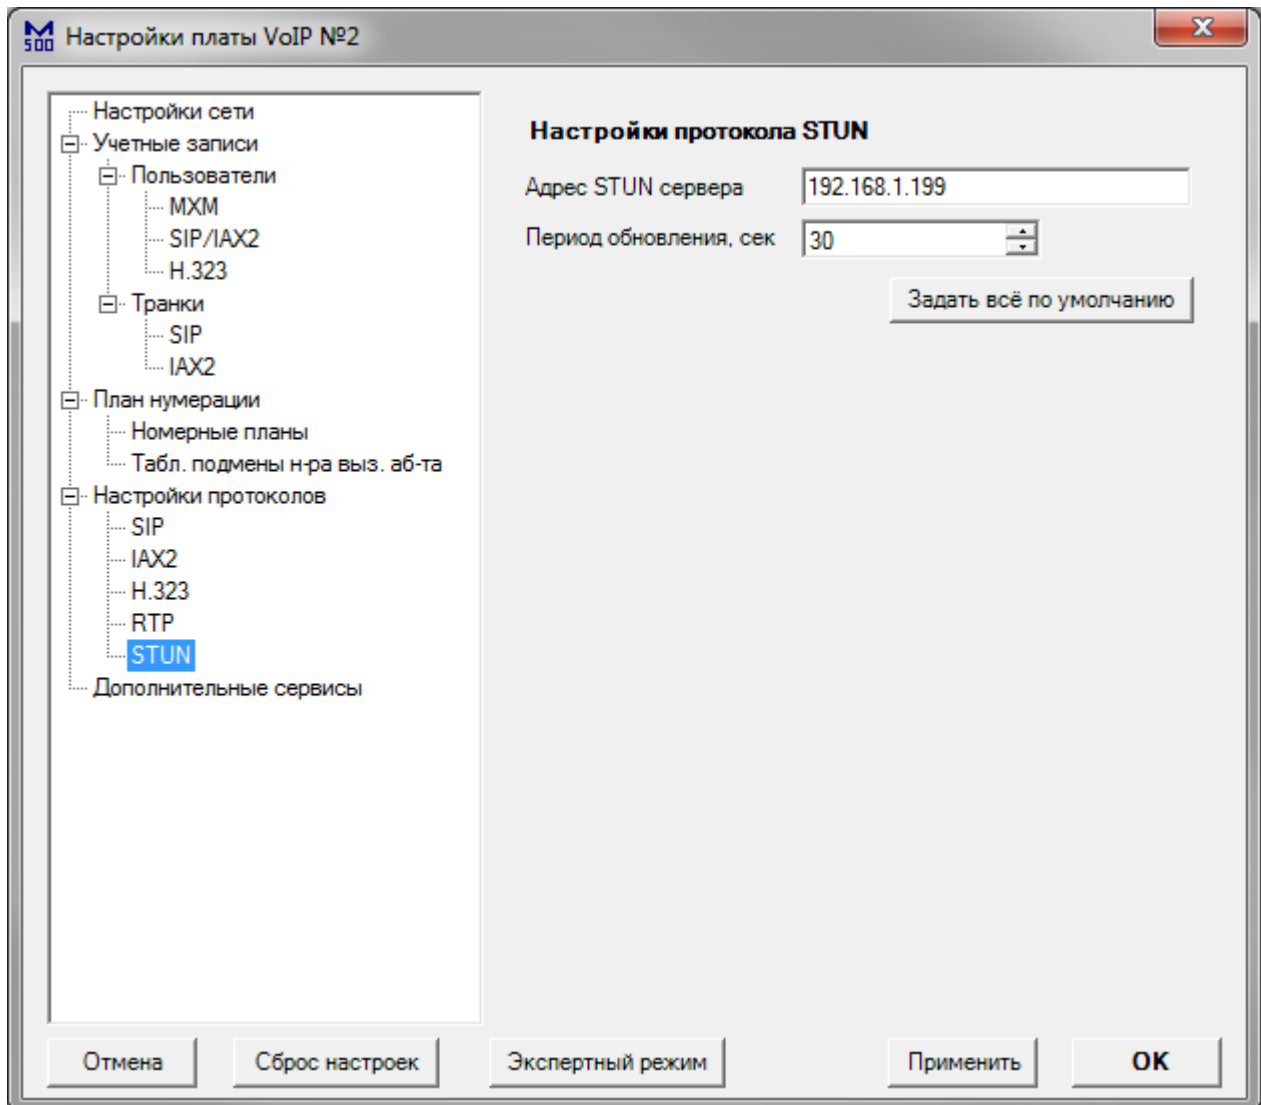 M
500
Настройки платы VoIP №2
Настройки сети
Учетные записи
Пользователи
MXM
SIP/IAX2
H.323
Транки
SIP
IAX2
План нумерации
Номерные планы
Табл. подмены н-ра выз. аб-та
Настройки протоколов
SIP
IAX2
H.323
RTP
STUN
Дополнительные сервисы
Настройки протокола STUN
Адрес STUN сервера
192.168.1.199
Период обновления, сек
30
Задать всё по умолчанию
Отмена
Сброс настроек
Экспертный режим
Применить
OK